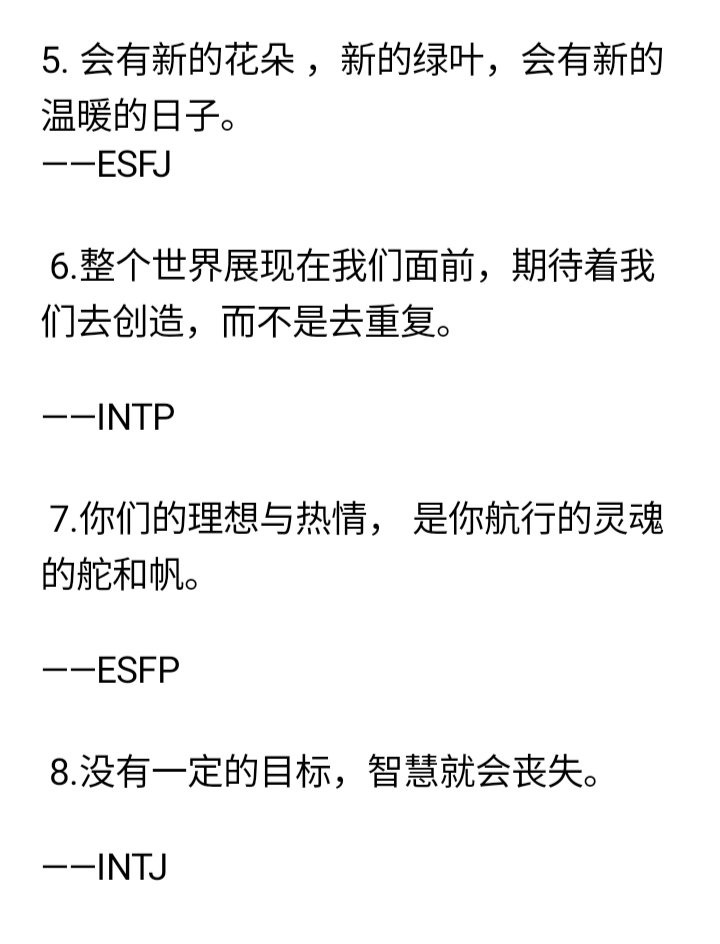 5. 会有新的花朵 ，新的绿叶，会有新的
温暖的日子。
——ESFJ
6.整个世界展现在我们面前，期待着我
们去创造，而不是去重复。
——INTP
7.你们的理想与热情， 是你航行的灵魂
的舵和帆。
——ESFP
8.没有一定的目标，智慧就会丧失。
——INTJ